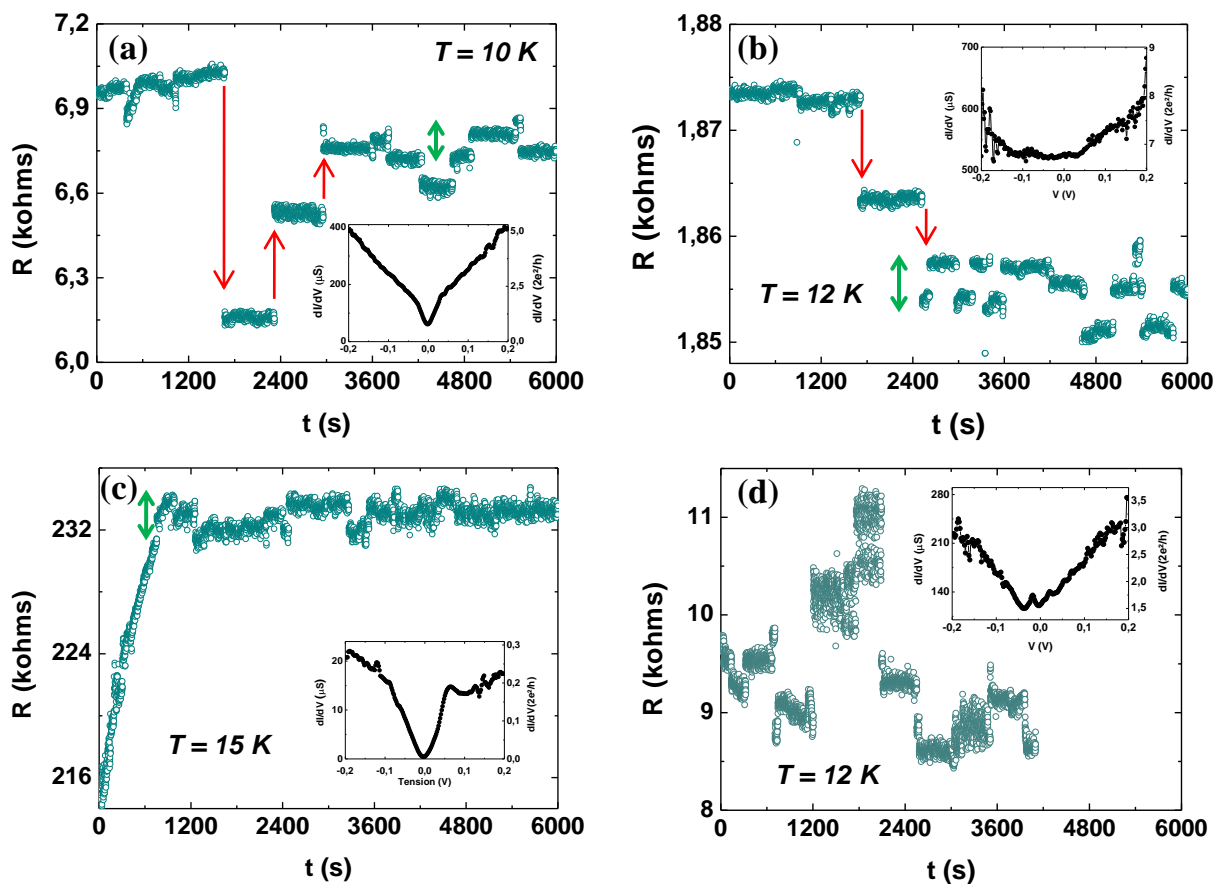 (a)
T = 10 K
R (kohms)
7,2
6,9
6,6
6,3
6,0
0 1200 2400 3600 4800 6000
t (s)
dI/dV (µS)
400
200
0
dI/dV (2e²/h)
5,0
2,5
0,0
-0,2 -0,1 0,0 0,1 0,2
V (V)
(b)
T = 12 K
R (kohms)
1,88
1,87
1,86
1,85
0 1200 2400 3600 4800 6000
t (s)
dI/dV (µS)
700
600
500
dI/dV (2e²/h)
9
8
7
-0,2 -0,1 0,0 0,1 0,2
V (V)
(c)
T = 15 K
R (kohms)
232
224
216
0 1200 2400 3600 4800 6000
t (s)
dI/dV (µS)
20
10
0
dI/dV(2e²/h)
0,3
0,2
0,1
0,0
-0,2 -0,1 0,0 0,1 0,2
Tension (V)
(d)
T = 12 K
R (kohms)
11
10
9
8
0 1200 2400 3600 4800 6000
t (s)
dI/dV (µS)
280
210
140
dI/dV(2e²/h)
3,5
3,0
2,5
2,0
1,5
-0,2 -0,1 0,0 0,1 0,2
V (V)